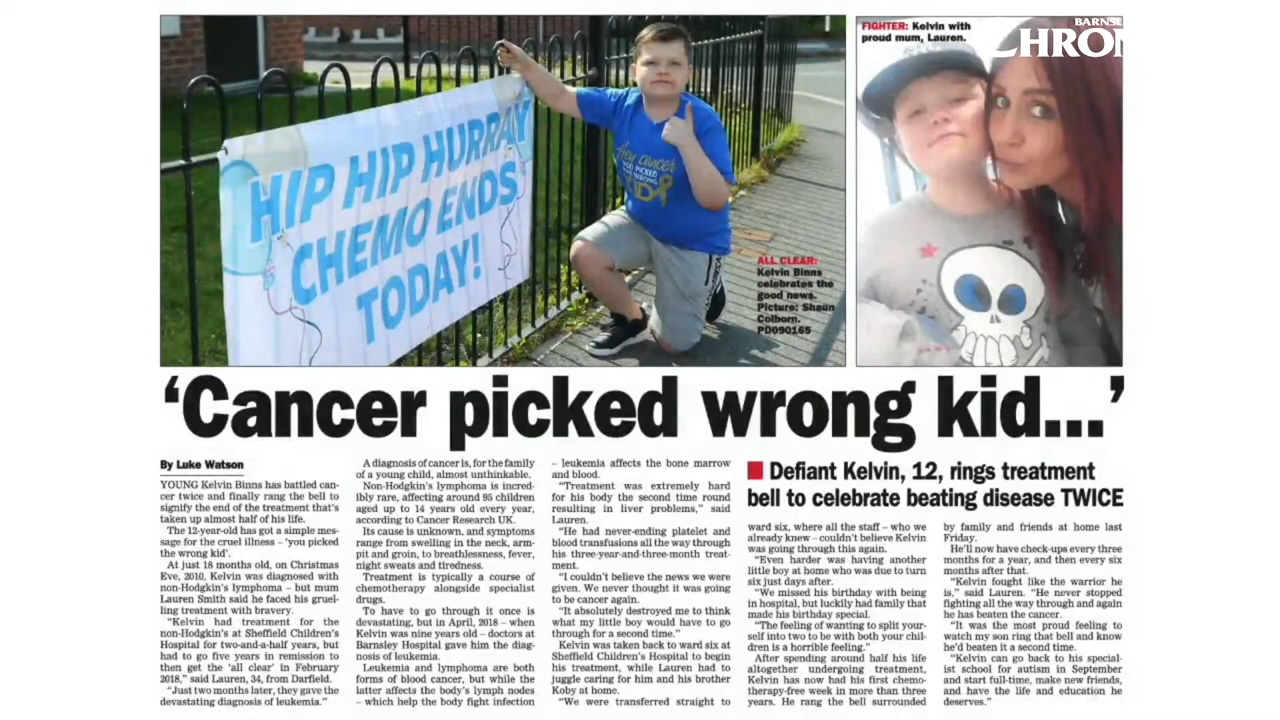 HIP HIP HURRAY
CHEMO ENDS
TODAY!
Hey cancer
YOU PICKED
THE WRONG
KID
ALL CLEAR:
Kelvin Binns
celebrates the
good news.
Picture: Shaun
Colborn.
PD090165
FIGHTER: Kelvin with
proud mum, Lauren.
BARNSL
CHRON
‘Cancer picked wrong kid...’
By Luke Watson
YOUNG Kelvin Binns has battled can-
cer twice and finally rang the bell to
signify the end of the treatment that's
taken up almost half of his life.
The 12-year-old has got a simple mes-
sage for the cruel illness – 'you picked
the wrong kid'.
At just 18 months old, on Christmas
Eve, 2010, Kelvin was diagnosed with
non-Hodgkin's lymphoma – but mum
Lauren Smith said he faced his gruel-
ling treatment with bravery.
"Kelvin had treatment for the
non-Hodgkin's at Sheffield Children's
Hospital for two-and-a-half years, but
had to go five years in remission to
then get the 'all clear' in February
2018," said Lauren, 34, from Darfield.
"Just two months later, they gave the
devastating diagnosis of leukemia."
A diagnosis of cancer is, for the family
of a young child, almost unthinkable.
Non-Hodgkin's lymphoma is incred-
ibly rare, affecting around 95 children
aged up to 14 years old every year,
according to Cancer Research UK.
Its cause is unknown, and symptoms
range from swelling in the neck, arm-
pit and groin, to breathlessness, fever,
night sweats and tiredness.
Treatment is typically a course of
chemotherapy alongside specialist
drugs.
To have to go through it once is
devastating, but in April, 2018 – when
Kelvin was nine years old – doctors at
Barnsley Hospital gave him the diag-
nosis of leukemia.
Leukemia and lymphoma are both
forms of blood cancer, but while the
latter affects the body's lymph nodes
– which help the body fight infection
– leukemia affects the bone marrow
and blood.
"Treatment was extremely hard
for his body the second time round
resulting in liver problems," said
Lauren.
"He had never-ending platelet and
blood transfusions all the way through
his three-year-and-three-month treat-
ment.
"I couldn't believe the news we were
given. We never thought it was going
to be cancer again.
"It absolutely destroyed me to think
what my little boy would have to go
through for a second time."
Kelvin was taken back to ward six at
Sheffield Children's Hospital to begin
his treatment, while Lauren had to
juggle caring for him and his brother
Koby at home.
"We were transferred straight to
■ Defiant Kelvin, 12, rings treatment
bell to celebrate beating disease TWICE
ward six, where all the staff – who we
already knew – couldn't believe Kelvin
was going through this again.
"Even harder was having another
little boy at home who was due to turn
six just days after.
"We missed his birthday with being
in hospital, but luckily had family that
made his birthday special.
"The feeling of wanting to split your-
self into two to be with both your chil-
dren is a horrible feeling."
After spending around half his life
altogether undergoing treatment,
Kelvin has now had his first chemo-
therapy-free week in more than three
years. He rang the bell surrounded
by family and friends at home last
Friday.
He'll now have check-ups every three
months for a year, and then every six
months after that.
"Kelvin fought like the warrior he
is," said Lauren. "He never stopped
fighting all the way through and again
he has beaten the cancer.
"It was the most proud feeling to
watch my son ring that bell and know
he'd beaten it a second time.
"Kelvin can go back to his special-
ist school for autism in September
and start full-time, make new friends,
and have the life and education he
deserves."